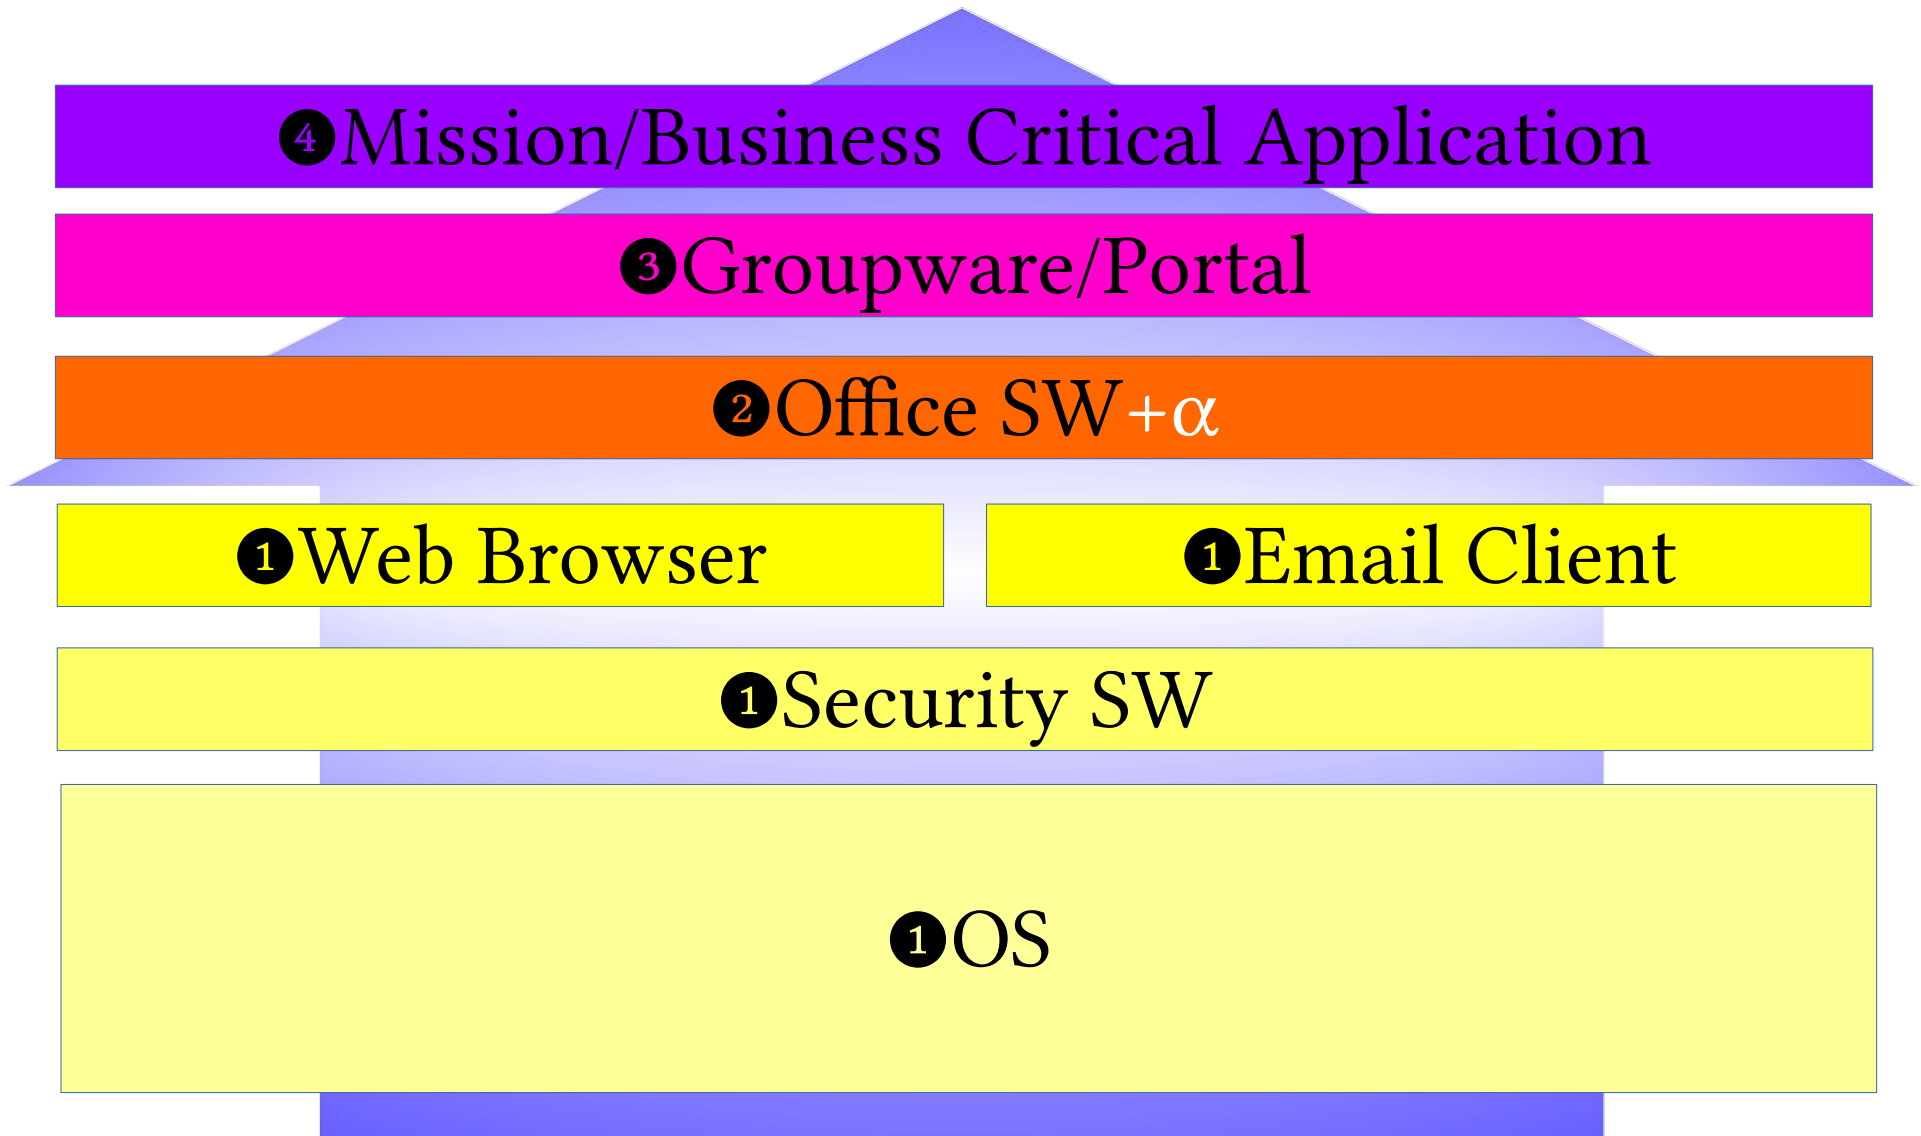 ❹Mission/Business Critical Application
❸Groupware/Portal
❷Office SW+α
❶Web Browser
❶Email Client
❶Security SW
❶OS